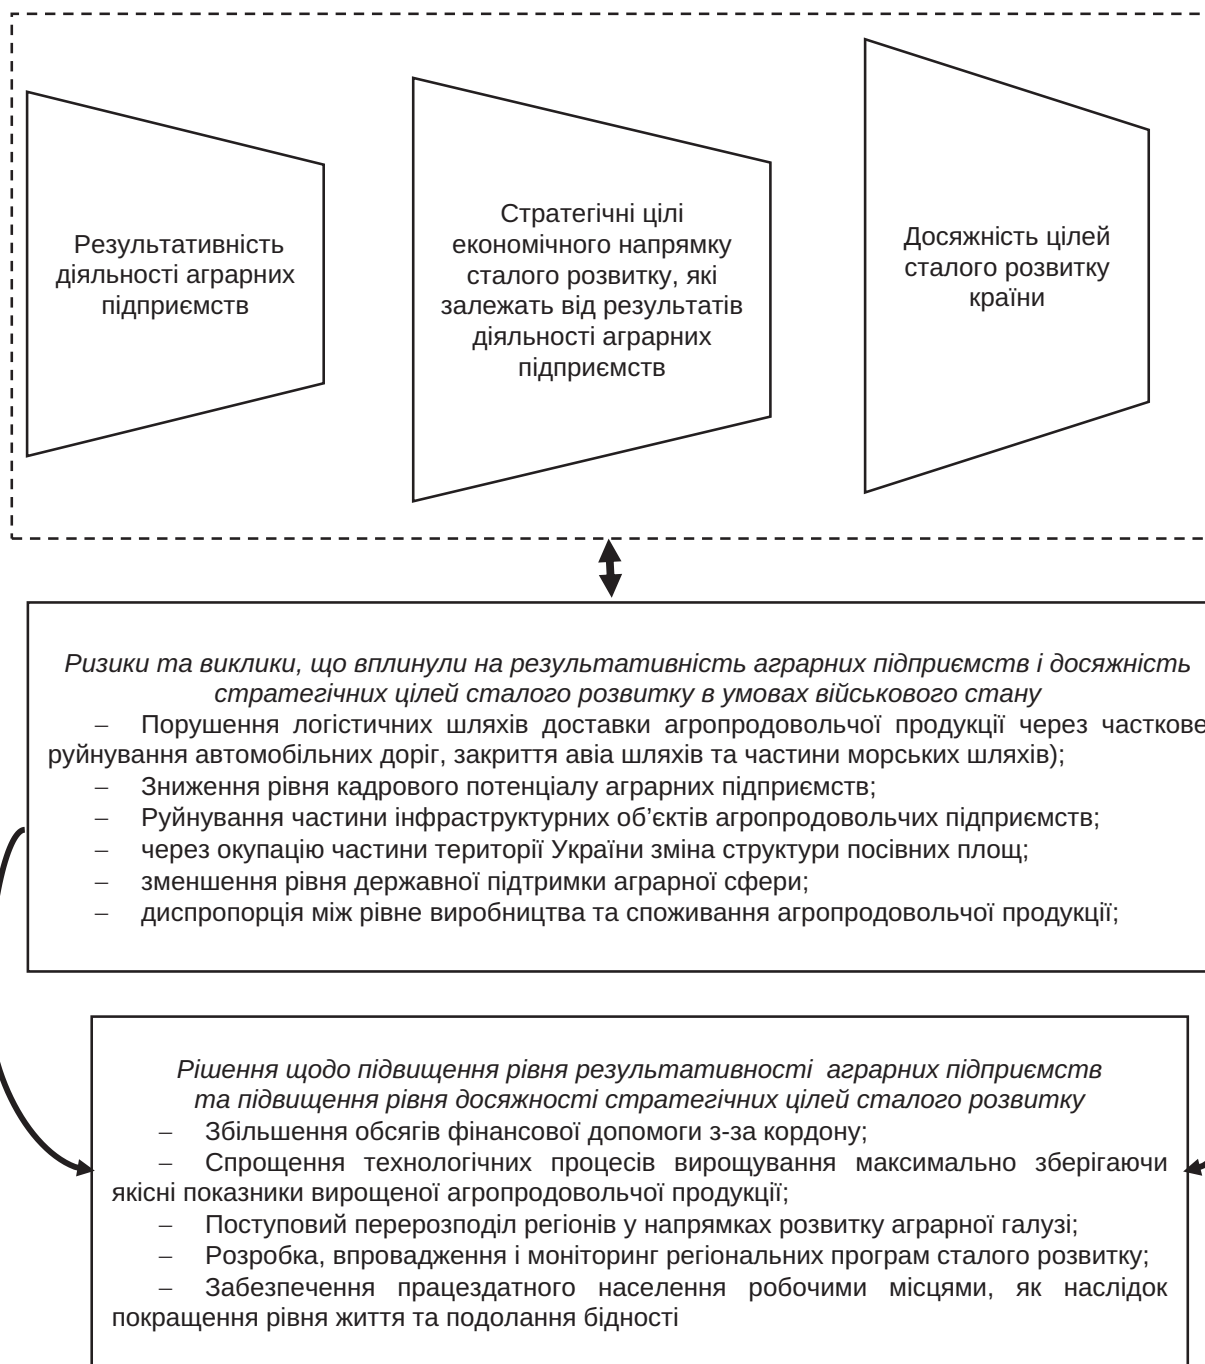 Результативність
діяльності аграрних
підприємств
Стратегічні цілі
економічного напрямку
сталого розвитку, які
залежать від результатів
діяльності аграрних
підприємств
Досяжність цілей
сталого розвитку
країни
Ризики та виклики, що вплинули на результативність аграрних підприємств і досяжність
стратегічних цілей сталого розвитку в умовах військового стану
– Порушення логістичних шляхів доставки агропродовольчої продукції через часткове
руйнування автомобільних доріг, закриття авіа шляхів та частини морських шляхів);
– Зниження рівня кадрового потенціалу аграрних підприємств;
– Руйнування частини інфраструктурних об’єктів агропродовольчих підприємств;
– через окупацію частини території України зміна структури посівних площ;
– зменшення рівня державної підтримки аграрної сфери;
– диспропорція між рівне виробництва та споживання агропродовольчої продукції;
Рішення щодо підвищення рівня результативності аграрних підприємств
та підвищення рівня досяжності стратегічних цілей сталого розвитку
– Збільшення обсягів фінансової допомоги з-за кордону;
– Спрощення технологічних процесів вирощування максимально зберігаючи
якісні показники вирощеної агропродовольчої продукції;
– Поступовий перерозподіл регіонів у напрямках розвитку аграрної галузі;
– Розробка, впровадження і моніторинг регіональних програм сталого розвитку;
– Забезпечення працездатного населення робочими місцями, як наслідок
покращення рівня життя та подолання бідності